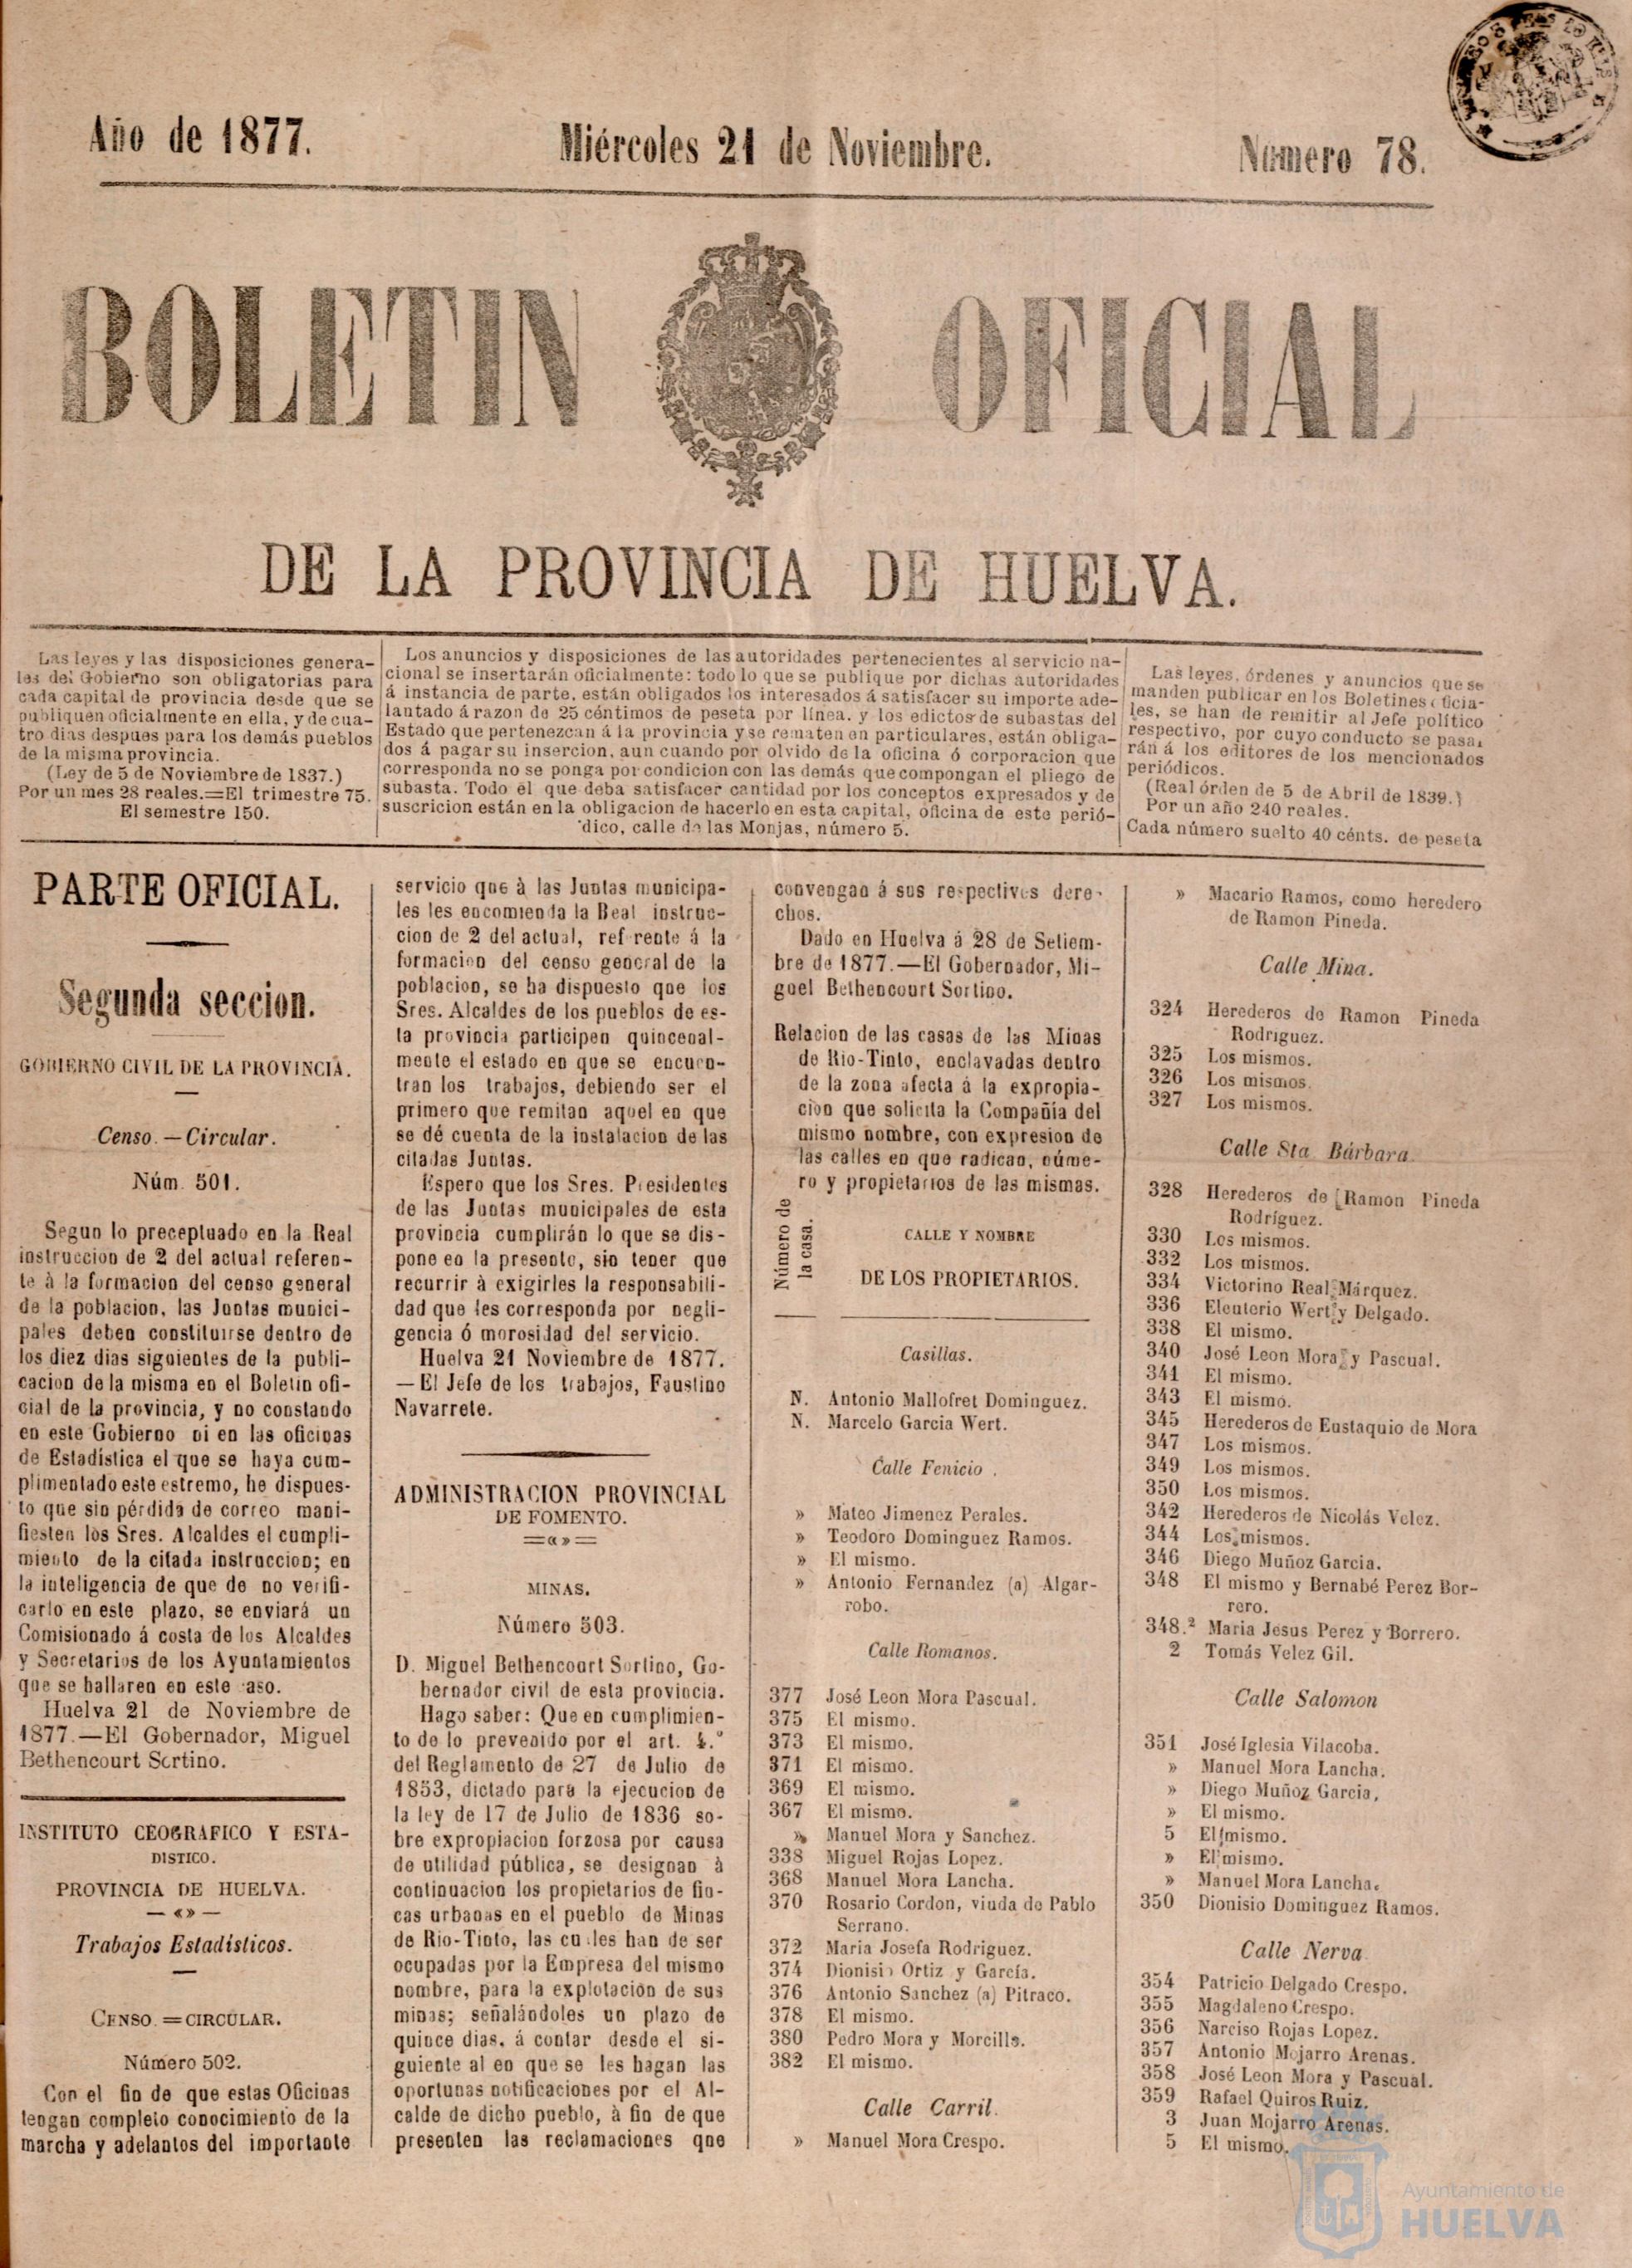 Año de 1877.
Miércoles 21 de Noviembre.
Número 78.
BOLETIN OFICIAL
DE LA PROVINCIA DE HUELVA.
Las leyes y las disposiciones genera-
les del Gobierno son obligatorias para
cada capital de provincia desde que se
publiquen oficialmente en ella, y de cua-
tro dias despues para los demás pueblos
de la misma provincia.
(Ley de 5 de Noviembre de 1837.)
Por un mes 28 reales.=El trimestre 75.
El semestre 150.
Los anuncios y disposiciones de las autoridades pertenecientes al servicio na-
cional se insertarán oficialmente: todo lo que se publique por dichas autoridades
á instancia de parte, están obligados los interesados á satisfacer su importe ade-
lantado á razon de 25 céntimos de peseta por línea. y los edictos de subastas del
Estado que pertenezcan á la provincia y se rematen en particulares, están obliga-
dos á pagar su insercion, aun cuando por olvido de la oficina ó corporacion que
corresponda no se ponga por condicion con las demás que compongan el pliego de
subasta. Todo el que deba satisfacer cantidad por los conceptos expresados y de
suscricion están en la obligacion de hacerlo en esta capital, oficina de este perió-
dico, calle de las Monjas, número 5.
Las leyes, órdenes y anuncios que se
manden publicar en los Boletines oficia-
les, se han de remitir al Jefe político
respectivo, por cuyo conducto se pasa-
rán á los editores de los mencionados
periódicos.
(Real órden de 5 de Abril de 1839.)
Por un año 240 reales.
Cada número suelto 40 cénts. de peseta
PARTE OFICIAL.
Segunda seccion.
GOBIERNO CIVIL DE LA PROVINCIA.
Censo.—Circular.
Núm. 501.
Segun lo preceptuado en la Real
instruccion de 2 del actual referen-
te à la formacion del censo general
de la poblacion, las Juntas munici-
pales deben constituirse dentro de
los diez dias siguientes de la publi-
cacion de la misma en el Boletin ofi-
cial de la provincia, y no constando
en este Gobierno ni en las oficinas
de Estadística el que se haya cum-
plimentado este estremo, he dispues-
to que sin pérdida de correo mani-
fiesten los Sres. Alcaldes el cumpli-
miento de la citada instruccion; en
la inteligencia de que de no verifi-
carlo en este plazo, se enviará un
Comisionado á costa de los Alcaldes
y Secretarios de los Ayuntamientos
que se hallaren en este caso.
Huelva 21 de Noviembre de
1877.—El Gobernador, Miguel
Bethencourt Sortino.
INSTITUTO GEOGRAFICO Y ESTA-
DISTICO.
PROVINCIA DE HUELVA.
—«»—
Trabajos Estadísticos.
CENSO.=CIRCULAR.
Número 502.
Con el fin de que estas Oficinas
tengan completo conocimiento de la
marcha y adelantos del importante
servicio que à las Juntas municipa-
les les encomienda la Real instruc-
cion de 2 del actual, ref rente á la
formacion del censo general de la
poblacion, se ha dispuesto que los
Sres. Alcaldes de los pueblos de es-
ta provincia participen quincenal-
mente el estado en que se encuen-
tran los trabajos, debiendo ser el
primero que remitan aquel en que
se dé cuenta de la instalacion de las
citadas Juntas.
Espero que los Sres. Presidentes
de las Juntas municipales de esta
provincia cumplirán lo que se dis-
pone en la presente, sin tener que
recurrir à exigirles la responsabili-
dad que les corresponda por negli-
gencia ó morosidad del servicio.
Huelva 21 Noviembre de 1877.
—El Jefe de los trabajos, Faustino
Navarrete.
ADMINISTRACION PROVINCIAL
DE FOMENTO.
=«»=
MINAS.
Número 503.
D. Miguel Bethencourt Sortino, Go-
bernador civil de esta provincia.
Hago saber: Que en cumplimien-
to de lo prevenido por el art. 4.º
del Reglamento de 27 de Julio de
1853, dictado para la ejecucion de
la ley de 17 de Julio de 1836 so-
bre expropiacion forzosa por causa
de utilidad pública, se designan à
continuacion los propietarios de fin-
cas urbanas en el pueblo de Minas
de Rio-Tinto, las cuales han de ser
ocupadas por la Empresa del mismo
nombre, para la explotación de sus
minas; señalándoles un plazo de
quince dias, á contar desde el si-
guiente al en que se les hagan las
oportunas notificaciones por el Al-
calde de dicho pueblo, à fin de que
presenten las reclamaciones que
convengan á sus respectivos dere-
chos.
Dado en Huelva á 28 de Setiem-
bre de 1877.—El Gobernador, Mi-
guel Bethencourt Sortino.
Relacion de las casas de las Minas
de Rio-Tinto, enclavadas dentro
de la zona afecta á la expropia-
cion que solicita la Compañía del
mismo nombre, con expresion de
las calles en que radican, núme-
ro y propietarios de las mismas.
Número de la casa.
CALLE Y NOMBRE
DE LOS PROPIETARIOS.
Casillas.
N. Antonio Mallofret Dominguez.
N. Marcelo Garcia Wert.
Calle Fenicio.
» Mateo Jimenez Perales.
» Teodoro Dominguez Ramos.
» El mismo.
» Antonio Fernandez (a) Algar-
robo.
Calle Romanos.
377 José Leon Mora Pascual.
375 El mismo.
373 El mismo.
371 El mismo.
369 El mismo.
367 El mismo.
» Manuel Mora y Sanchez.
338 Miguel Rojas Lopez.
368 Manuel Mora Lancha.
370 Rosario Cordon, viuda de Pablo
Serrano.
372 Maria Josefa Rodriguez.
374 Dionisio Ortiz y García.
376 Antonio Sanchez (a) Pitraco.
378 El mismo.
380 Pedro Mora y Morcillo.
382 El mismo.
Calle Carril.
» Manuel Mora Crespo.
» Macario Ramos, como heredero
de Ramon Pineda.
Calle Mina.
324 Herederos de Ramon Pineda
Rodriguez.
325 Los mismos.
326 Los mismos.
327 Los mismos.
Calle Sta Bárbara
328 Herederos de Ramon Pineda
Rodríguez.
330 Los mismos.
332 Los mismos.
334 Victorino Real Márquez.
336 Eleuterio Wert y Delgado.
338 El mismo.
340 José Leon Mora y Pascual.
341 El mismo.
343 El mismo.
345 Herederos de Eustaquio de Mora
347 Los mismos.
349 Los mismos.
350 Los mismos.
342 Herederos de Nicolás Velez.
344 Los mismos.
346 Diego Muñoz Garcia.
348 El mismo y Bernabé Perez Bor-
rero.
348.² Maria Jesus Perez y Borrero.
2 Tomás Velez Gil.
Calle Salomon
351 José Iglesia Vilacoba.
» Manuel Mora Lancha.
» Diego Muñoz Garcia,
» El mismo.
5 El mismo.
» El mismo.
» Manuel Mora Lancha.
350 Dionisio Dominguez Ramos.
Calle Nerva
354 Patricio Delgado Crespo.
355 Magdaleno Crespo.
356 Narciso Rojas Lopez.
357 Antonio Mojarro Arenas.
358 José Leon Mora y Pascual.
359 Rafael Quiros Ruiz.
3 Juan Mojarro Arenas.
5 El mismo.
Ayuntamiento de
HUELVA